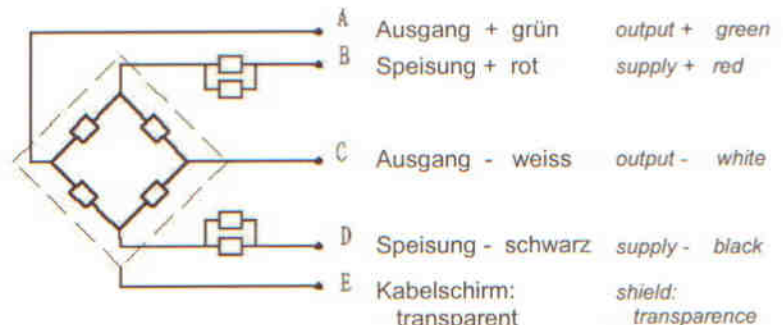 A Ausgang + grün output + green
B Speisung + rot supply + red
C Ausgang - weiss output - white
D Speisung - schwarz supply - black
E Kabelschirm: shield:
transparent transparence